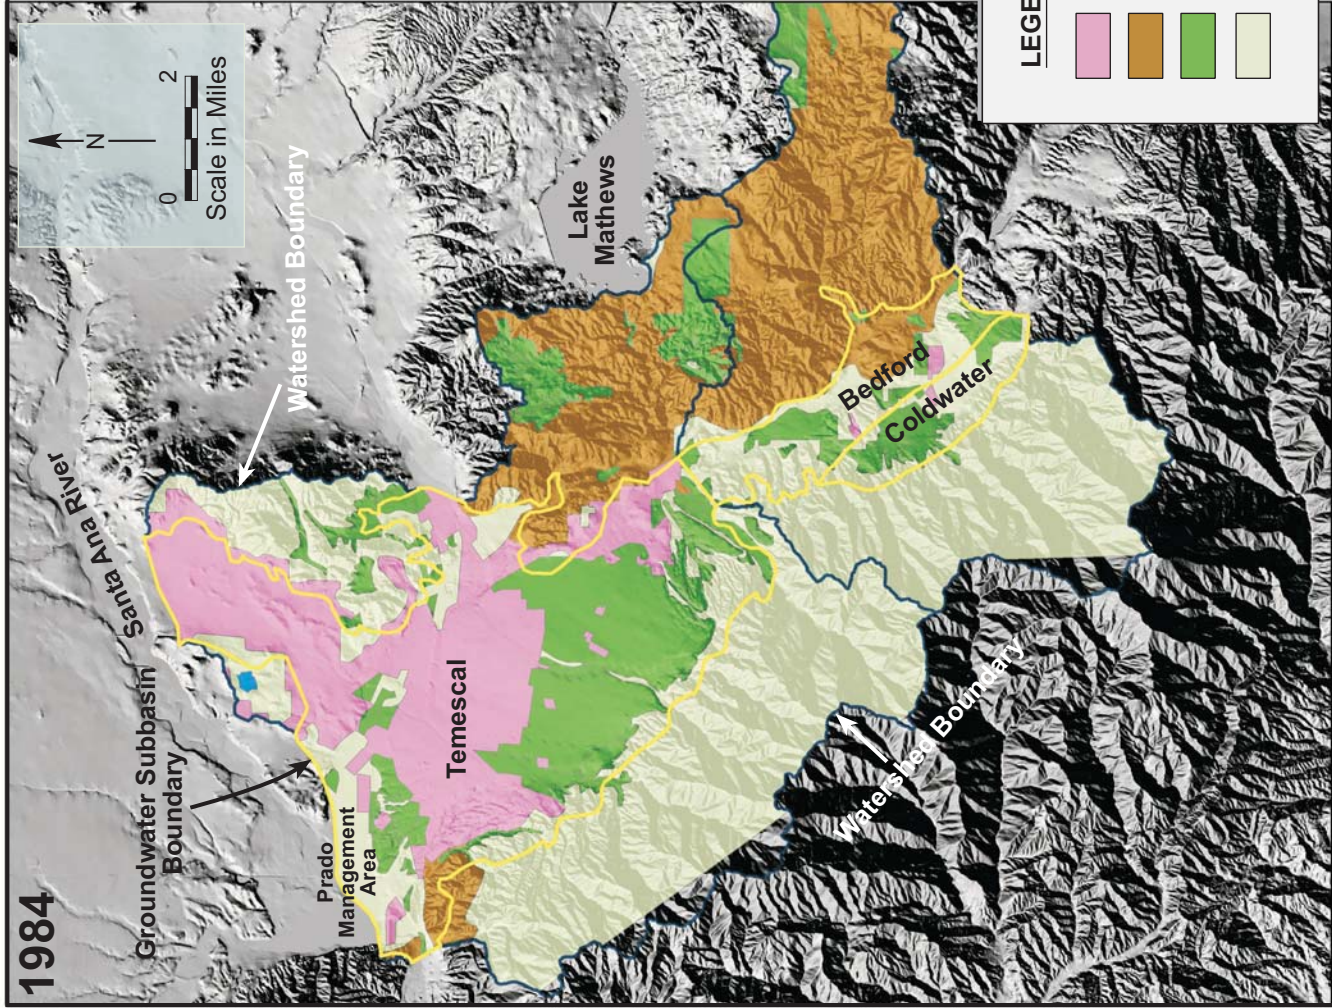 1984
N
0 2
Scale in Miles
LEGE
Santa Ana River
Watershed Boundary
Groundwater Subbasin
Boundary
Lake
Mathews
Prado
Management
Area
Temescal
Bedford
Coldwater
Watershed Boundary